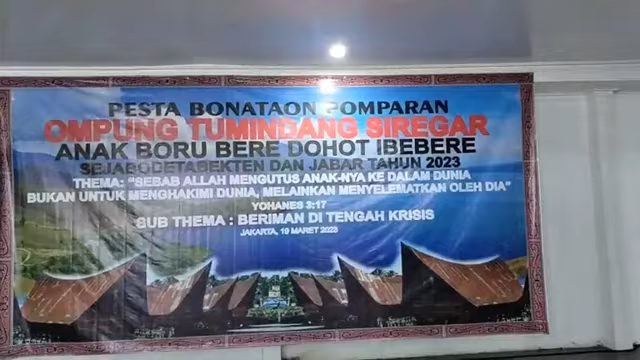 PESTA BONATAON POMPARAN
OMPUNG TUMINDANG SIREGAR
ANAK BORU BERE DOHOT IBEBERE
SEJABODETABEKTEN DAN JABAR TAHUN 2023
THEMA: "SEBAB ALLAH MENGUTUS ANAK-NYA KE DALAM DUNIA
BUKAN UNTUK MENGHAKIMI DUNIA, MELAINKAN MENYELEMATKAN OLEH DIA"
YOHANES 3:17
SUB THEMA : BERIMAN DI TENGAH KRISIS
JAKARTA, 19 MARET 2023